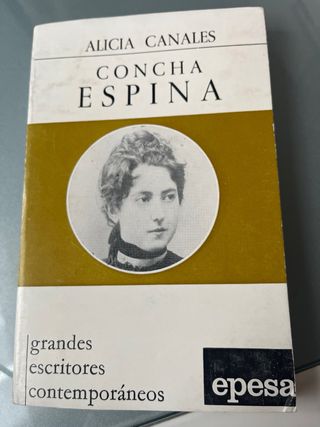 ALICIA CANALES
CONCHA
ESPINA
grandes
escritores
contemporáneos
epesa